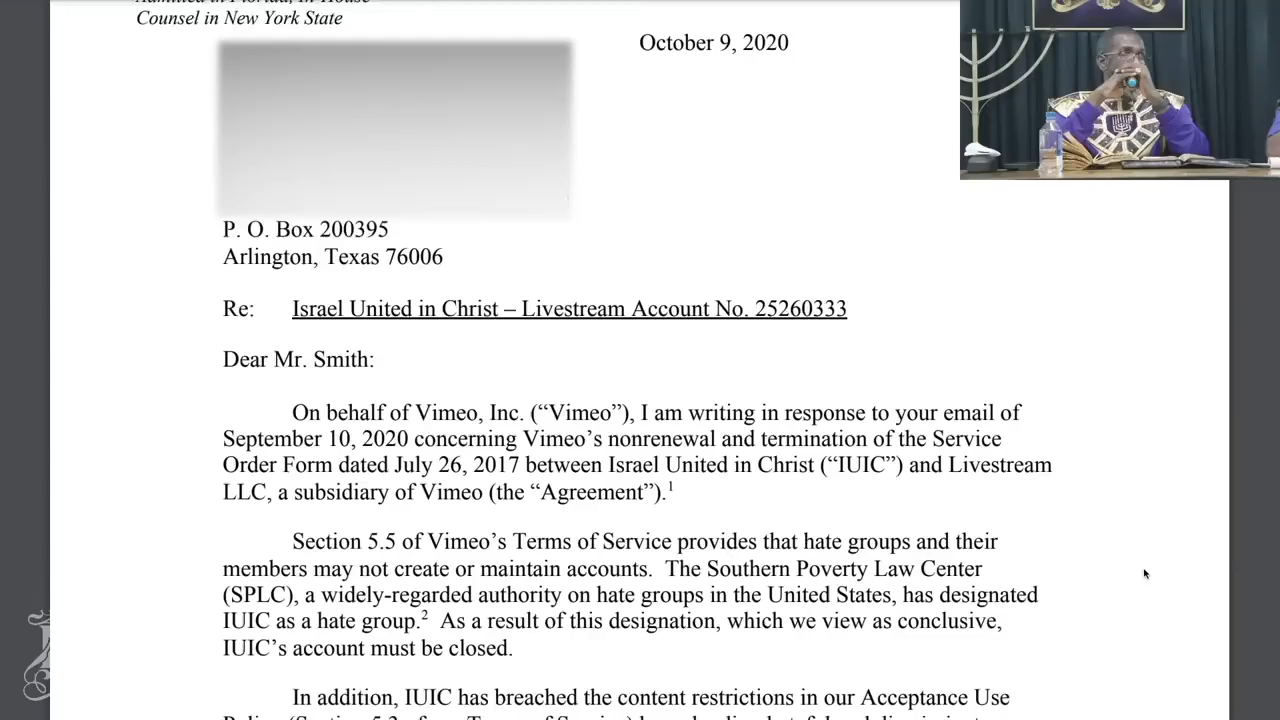 Admitted in Florida; In-House
Counsel in New York State
October 9, 2020
P. O. Box 200395
Arlington, Texas 76006
Re: Israel United in Christ – Livestream Account No. 25260333
Dear Mr. Smith:
On behalf of Vimeo, Inc. (“Vimeo”), I am writing in response to your email of
September 10, 2020 concerning Vimeo’s nonrenewal and termination of the Service
Order Form dated July 26, 2017 between Israel United in Christ (“IUIC”) and Livestream
LLC, a subsidiary of Vimeo (the “Agreement”).1
Section 5.5 of Vimeo’s Terms of Service provides that hate groups and their
members may not create or maintain accounts. The Southern Poverty Law Center
(SPLC), a widely-regarded authority on hate groups in the United States, has designated
IUIC as a hate group.2 As a result of this designation, which we view as conclusive,
IUIC’s account must be closed.
In addition, IUIC has breached the content restrictions in our Acceptance Use